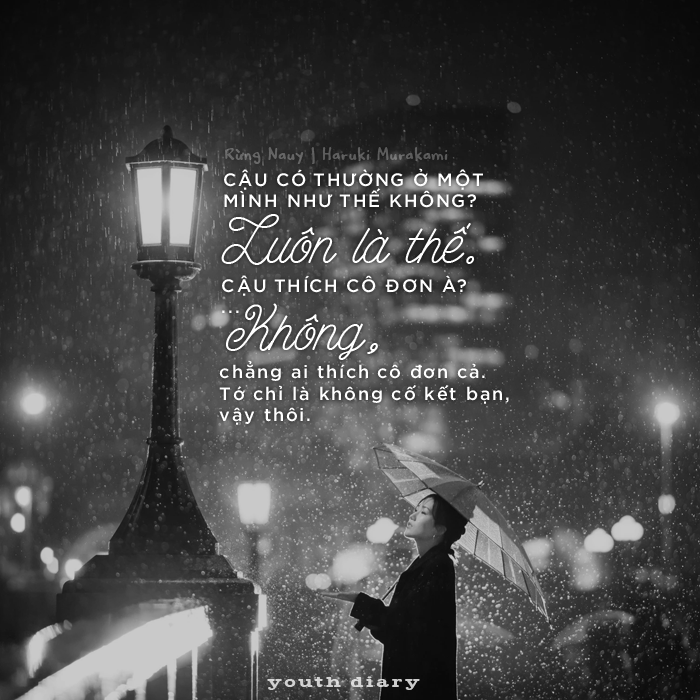 Rừng Nauy | Haruki Murakami
CẬU CÓ THƯỜNG Ở MỘT
MÌNH NHƯ THẾ KHÔNG?
Luôn là thế.
CẬU THÍCH CÔ ĐƠN À?
...
Không,
chẳng ai thích cô đơn cả.
Tớ chỉ là không cố kết bạn,
vậy thôi.
youth diary